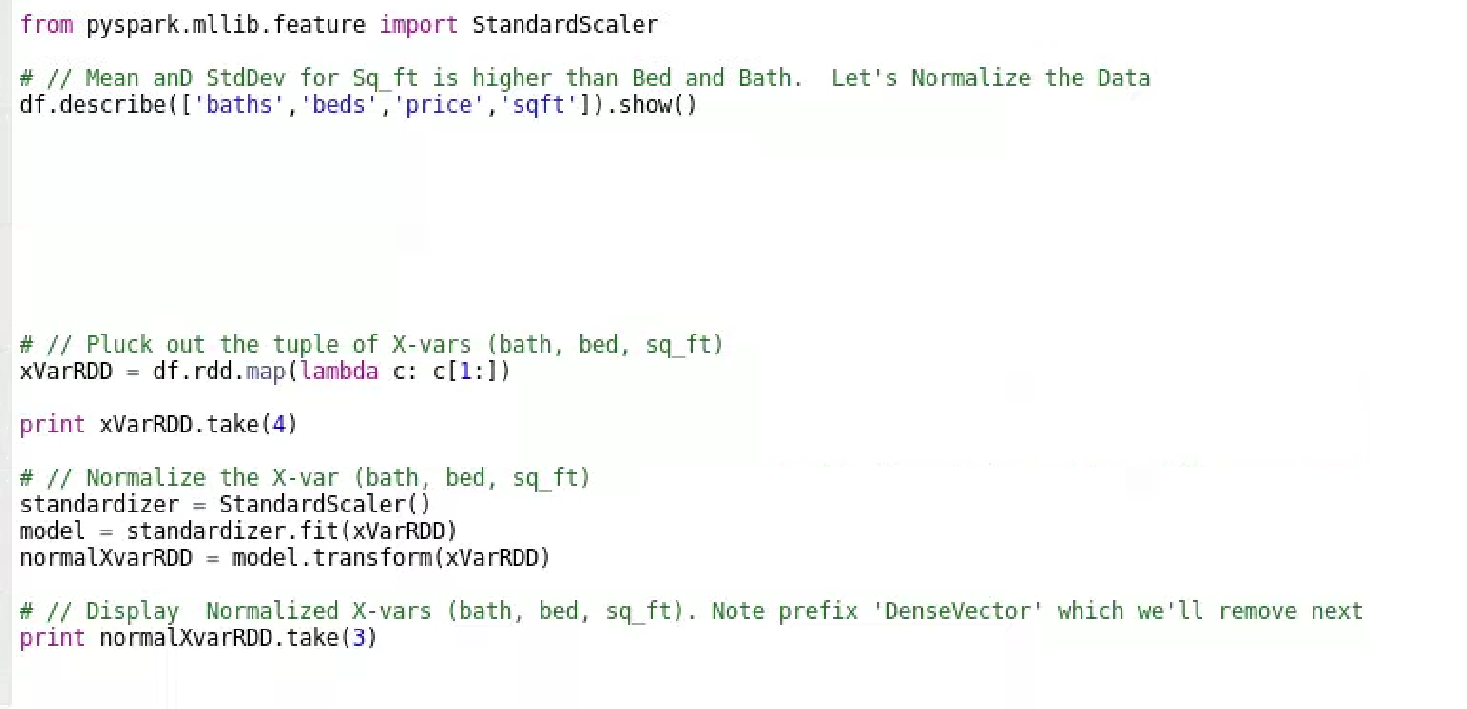 from pyspark.mllib.feature import StandardScaler
# // Mean anD StdDev for Sq_ft is higher than Bed and Bath.  Let's Normalize the Data
df.describe(['baths','beds','price','sqft']).show()
# // Pluck out the tuple of X-vars (bath, bed, sq_ft)
xVarRDD = df.rdd.map(lambda c: c[1:])
print xVarRDD.take(4)
# // Normalize the X-var (bath, bed, sq_ft)
standardizer = StandardScaler()
model = standardizer.fit(xVarRDD)
normalXvarRDD = model.transform(xVarRDD)
# // Display  Normalized X-vars (bath, bed, sq_ft). Note prefix 'DenseVector' which we'll remove next
print normalXvarRDD.take(3)